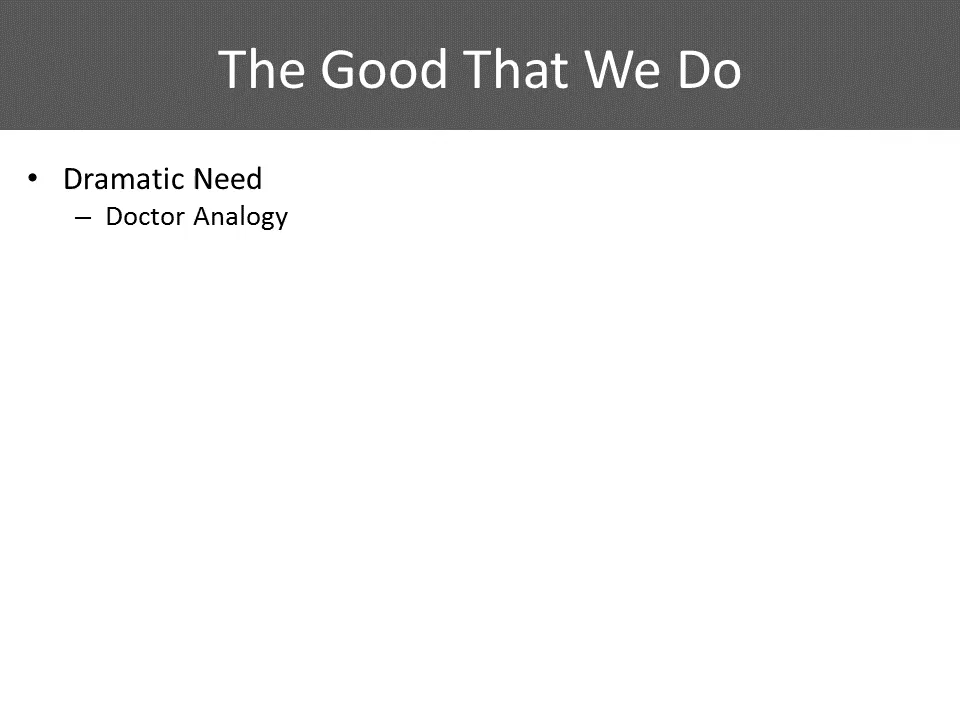 The Good That We Do
• Dramatic Need
– Doctor Analogy